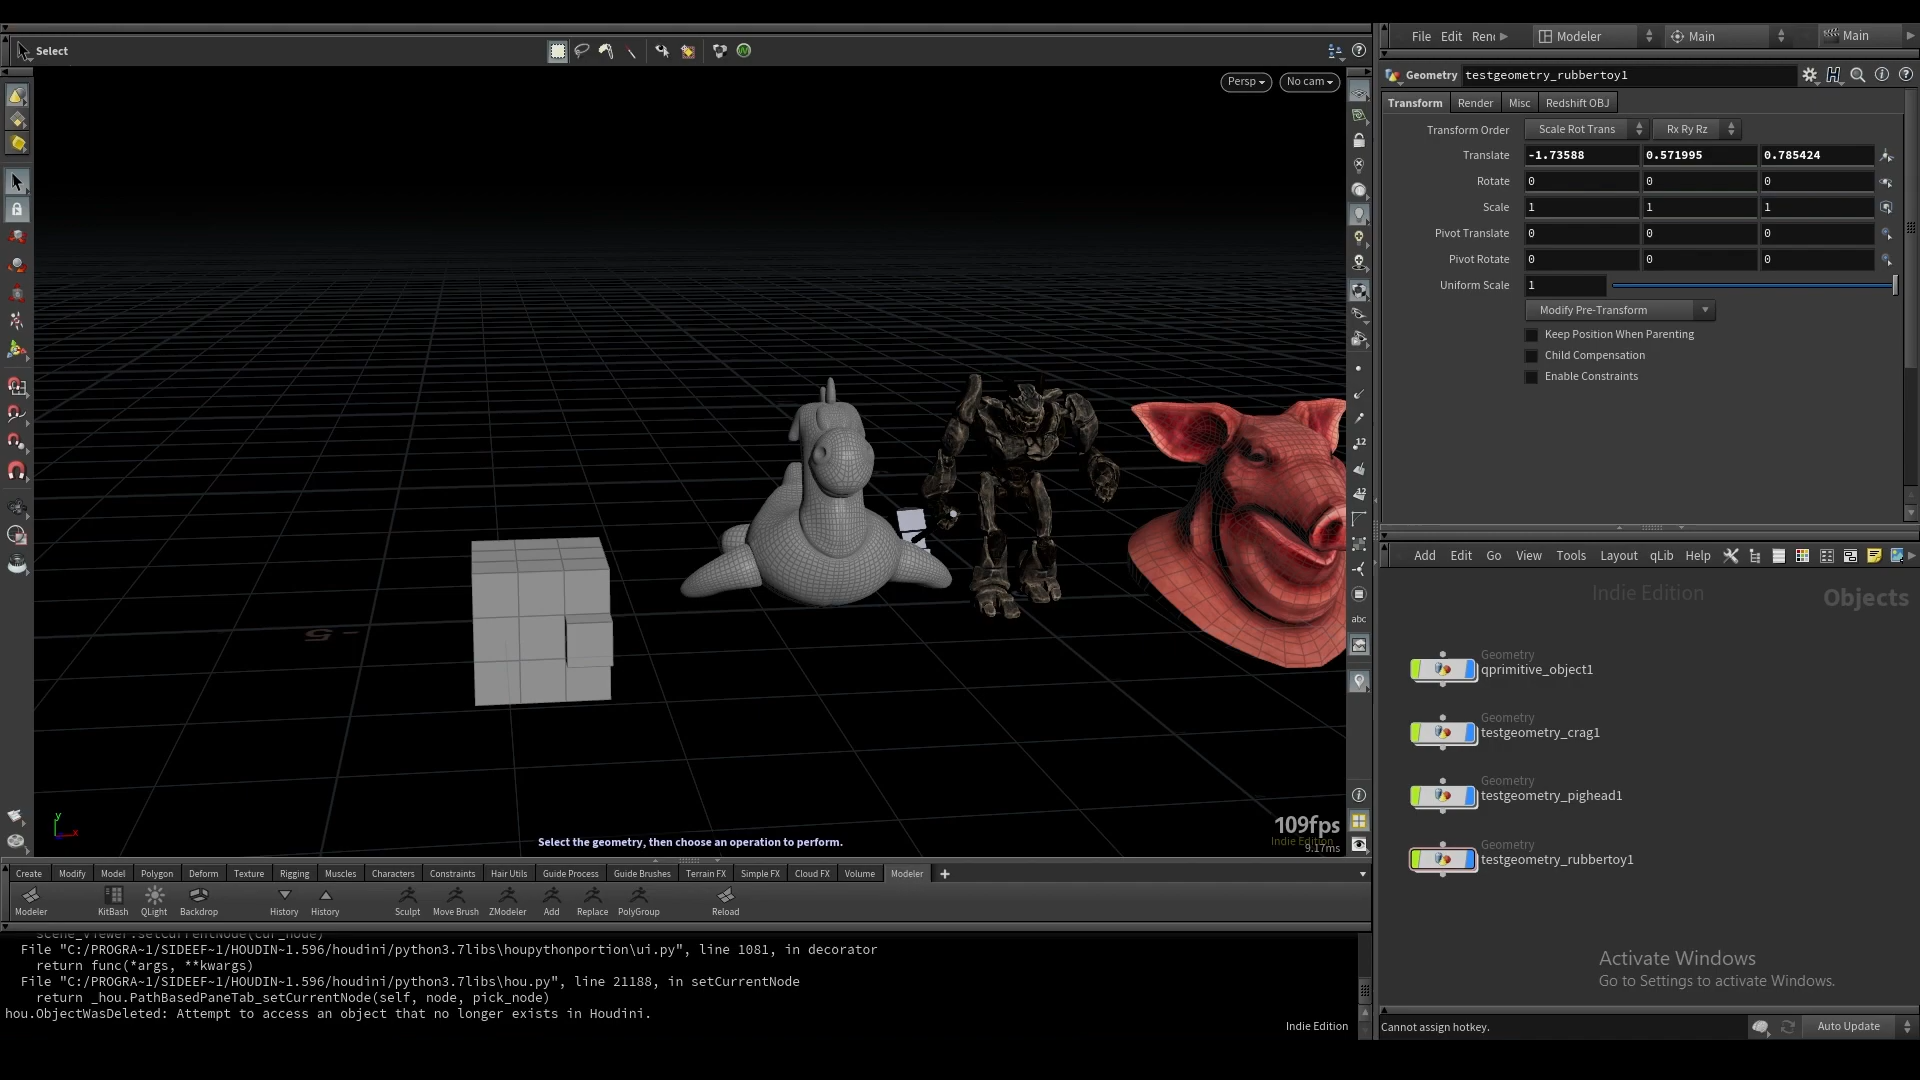 Select
Persp
No cam
12
12
abc
- 5
y
x
109fps
Indie Edition
9.17ms
Select the geometry, then choose an operation to perform.
Create Modify Model Polygon Deform Texture Rigging Muscles Characters Constraints Hair Utils Guide Process Guide Brushes Terrain FX Simple FX Cloud FX Volume Modeler
Modeler KitBash QLight Backdrop History History Sculpt Move Brush ZModeler Add Replace PolyGroup Reload
scene_viewer.setCurrentNode(cur_node)
File "C:/PROGRA~1/SIDEEF~1/HOUDIN~1.596/houdini/python3.7libs\houpythonportion\ui.py", line 1081, in decorator
return func(*args, **kwargs)
File "C:/PROGRA~1/SIDEEF~1/HOUDIN~1.596/houdini/python3.7libs\hou.py", line 21188, in setCurrentNode
return _hou.PathBasedPaneTab_setCurrentNode(self, node, pick_node)
hou.ObjectWasDeleted: Attempt to access an object that no longer exists in Houdini.
Indie Edition
File Edit Ren Modeler Main Main
Geometry testgeometry_rubbertoy1
Transform Render Misc Redshift OBJ
Transform Order Scale Rot Trans Rx Ry Rz
Translate -1.73588 0.571995 0.785424
Rotate 0 0 0
Scale 1 1 1
Pivot Translate 0 0 0
Pivot Rotate 0 0 0
Uniform Scale 1
Modify Pre-Transform
Keep Position When Parenting
Child Compensation
Enable Constraints
Add Edit Go View Tools Layout qLib Help
Indie Edition
Objects
Geometry
qprimitive_object1
Geometry
testgeometry_crag1
Geometry
testgeometry_pighead1
Geometry
testgeometry_rubbertoy1
Activate Windows
Go to Settings to activate Windows.
Cannot assign hotkey.
Auto Update